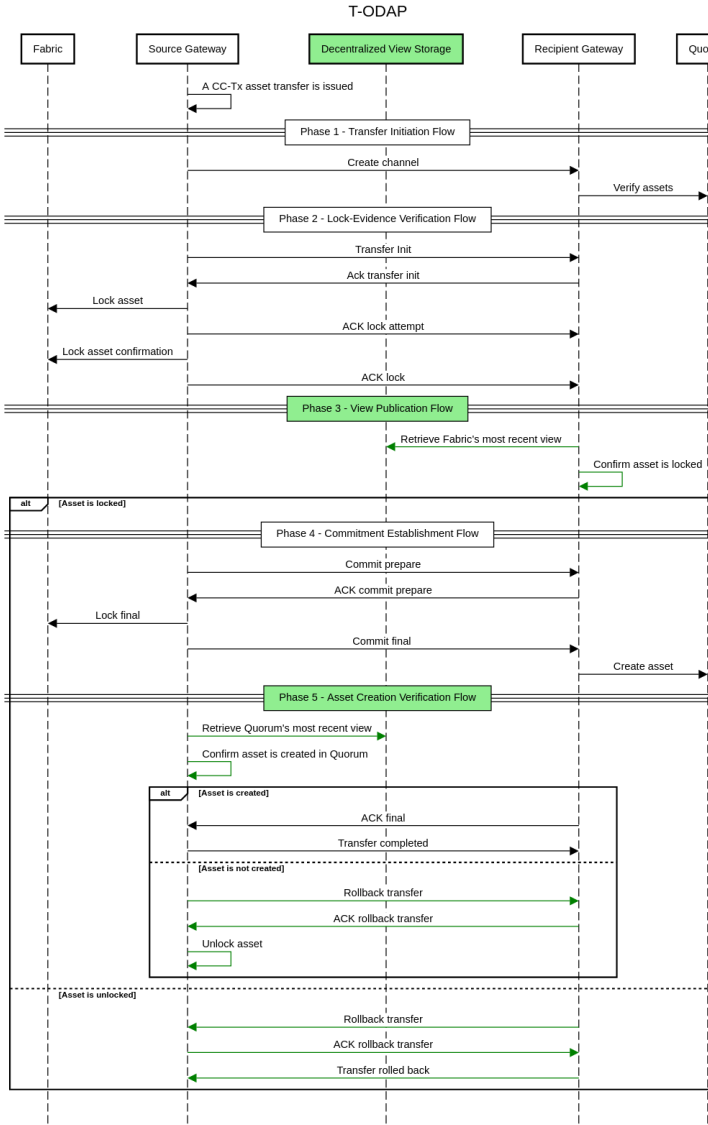 T-ODAP
Fabric
Source Gateway
Decentralized View Storage
Recipient Gateway
Quo
A CC-Tx asset transfer is issued
Phase 1 - Transfer Initiation Flow
Create channel
Verify assets
Phase 2 - Lock-Evidence Verification Flow
Transfer Init
Ack transfer init
Lock asset
ACK lock attempt
Lock asset confirmation
ACK lock
Phase 3 - View Publication Flow
Retrieve Fabric's most recent view
Confirm asset is locked
alt [Asset is locked]
Phase 4 - Commitment Establishment Flow
Commit prepare
ACK commit prepare
Lock final
Commit final
Create asset
Phase 5 - Asset Creation Verification Flow
Retrieve Quorum's most recent view
Confirm asset is created in Quorum
alt [Asset is created]
ACK final
Transfer completed
[Asset is not created]
Rollback transfer
ACK rollback transfer
Unlock asset
[Asset is unlocked]
Rollback transfer
ACK rollback transfer
Transfer rolled back